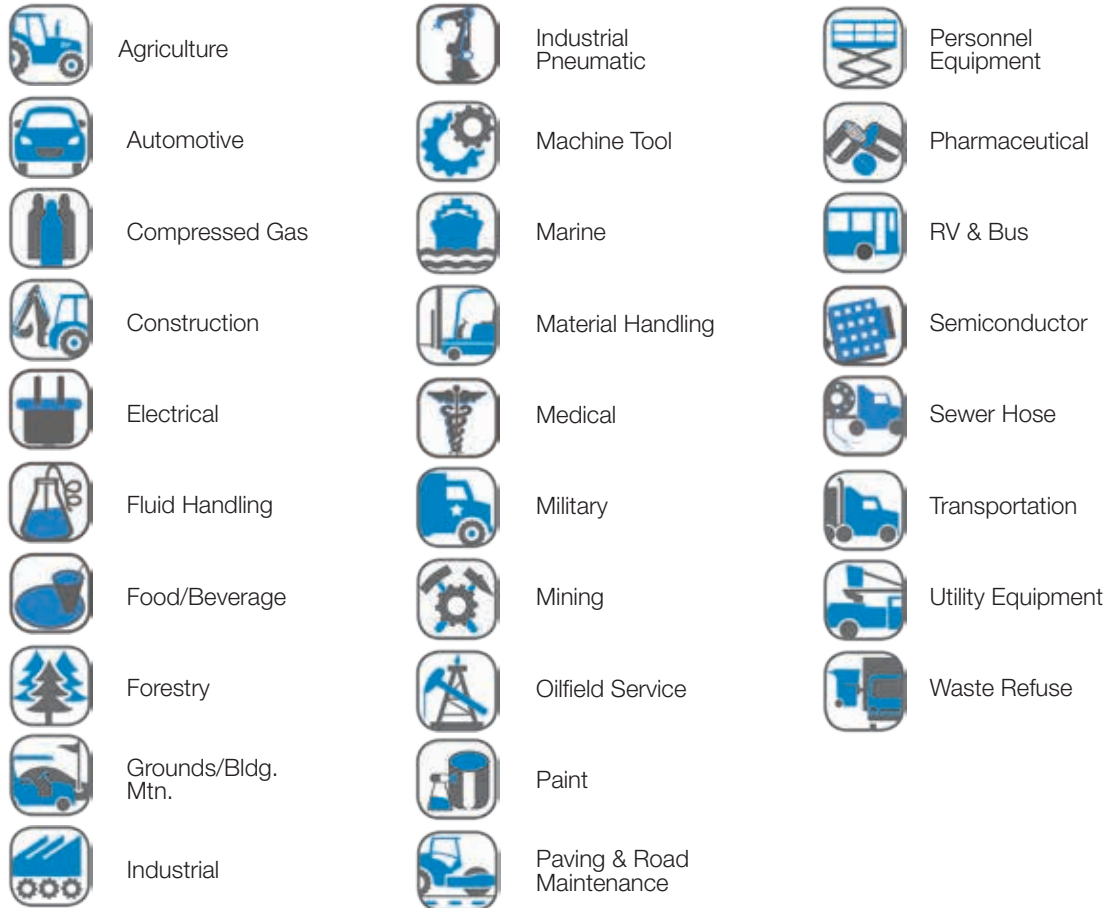 Agriculture
Automotive
Compressed Gas
Construction
Electrical
Fluid Handling
Food/Beverage
Forestry
Grounds/Bldg.
Mtn.
Industrial
Industrial
Pneumatic
Machine Tool
Marine
Material Handling
Medical
Military
Mining
Oilfield Service
Paint
Paving & Road
Maintenance
Personnel
Equipment
Pharmaceutical
RV & Bus
Semiconductor
Sewer Hose
Transportation
Utility Equipment
Waste Refuse